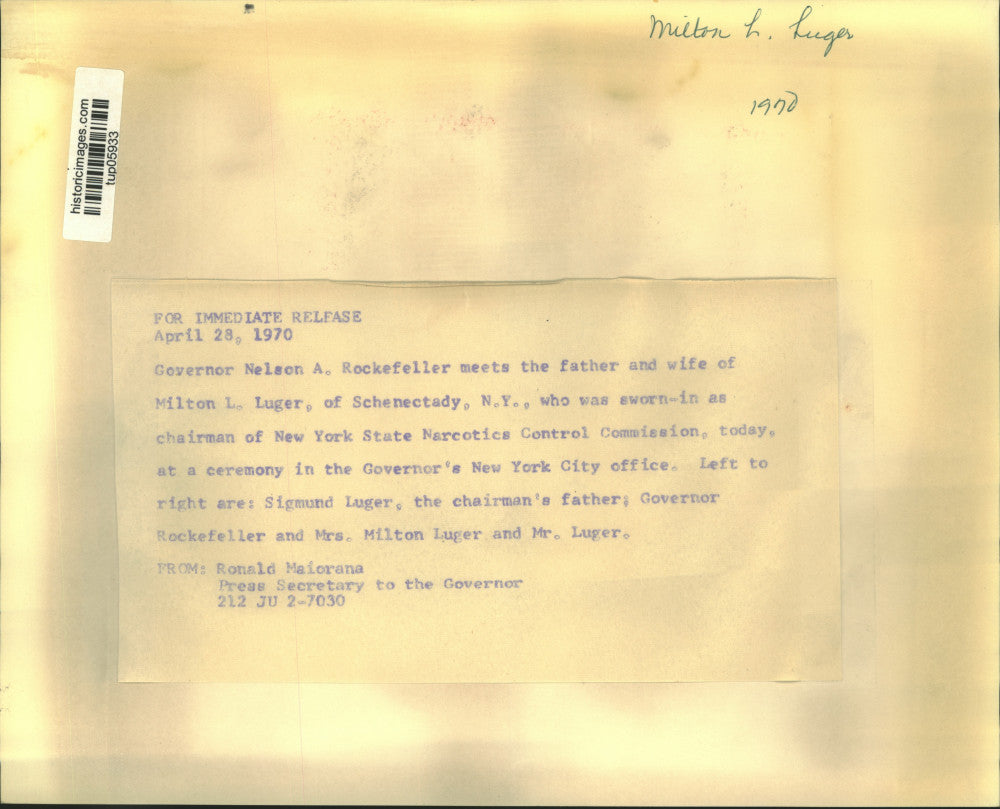 Milton L. Luger
1970
historicimages.com
tup05933
FOR IMMEDIATE RELEASE
April 28, 1970
Governor Nelson A. Rockefeller meets the father and wife of
Milton L. Luger, of Schenectady, N.Y., who was sworn-in as
chairman of New York State Narcotics Control Commission, today,
at a ceremony in the Governor's New York City office. Left to
right are: Sigmund Luger, the chairman's father; Governor
Rockefeller and Mrs. Milton Luger and Mr. Luger.
FROM: Ronald Maiorana
Press Secretary to the Governor
212 JU 2-7030